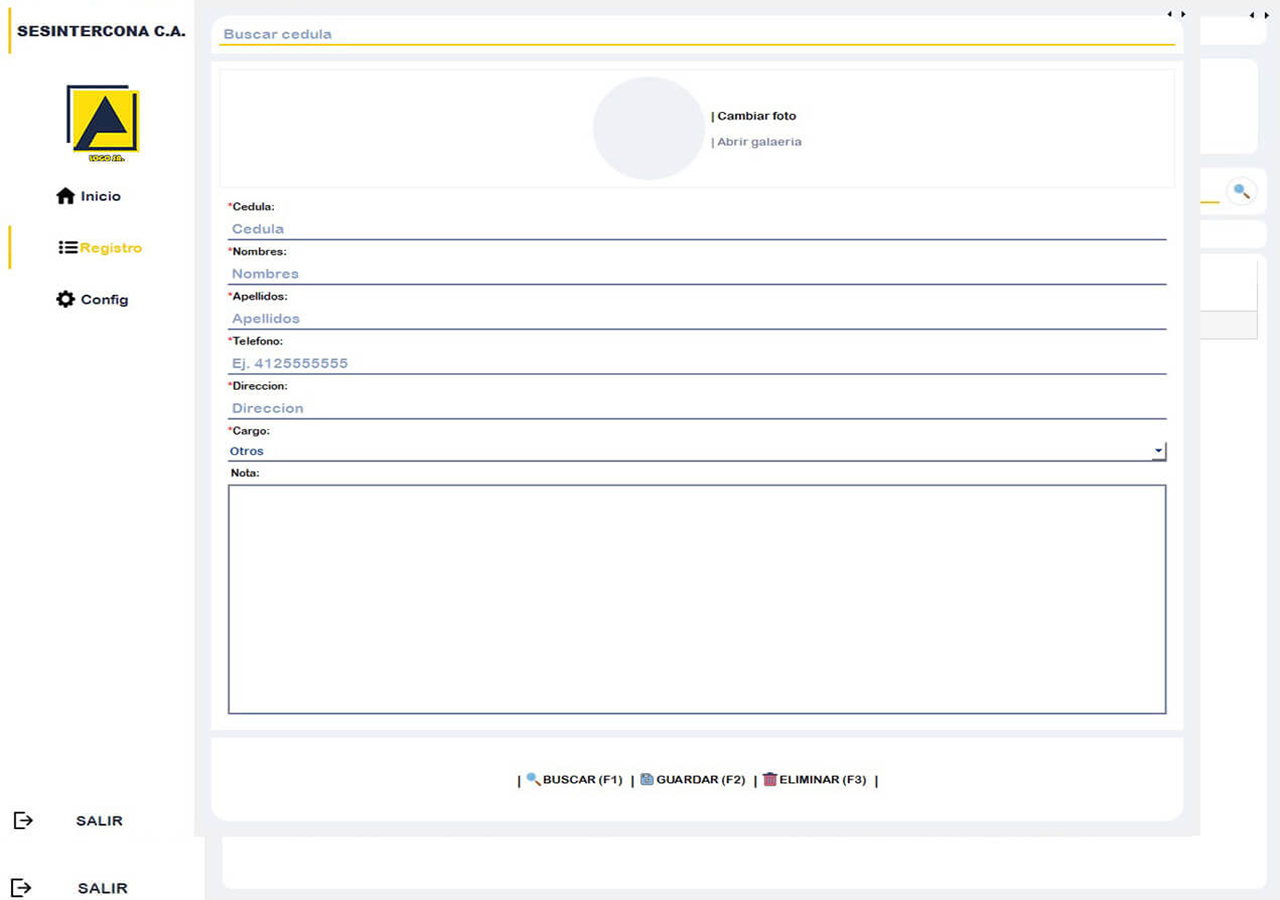 SESINTERCONA C.A.
LOGO SA.
Inicio
Registro
Config
SALIR
SALIR
Buscar cedula
| Cambiar foto
| Abrir galaeria
*Cedula:
Cedula
*Nombres:
Nombres
*Apellidos:
Apellidos
*Telefono:
Ej. 4125555555
*Direccion:
Direccion
*Cargo:
Otros
Nota:
| BUSCAR (F1) | GUARDAR (F2) | ELIMINAR (F3) |